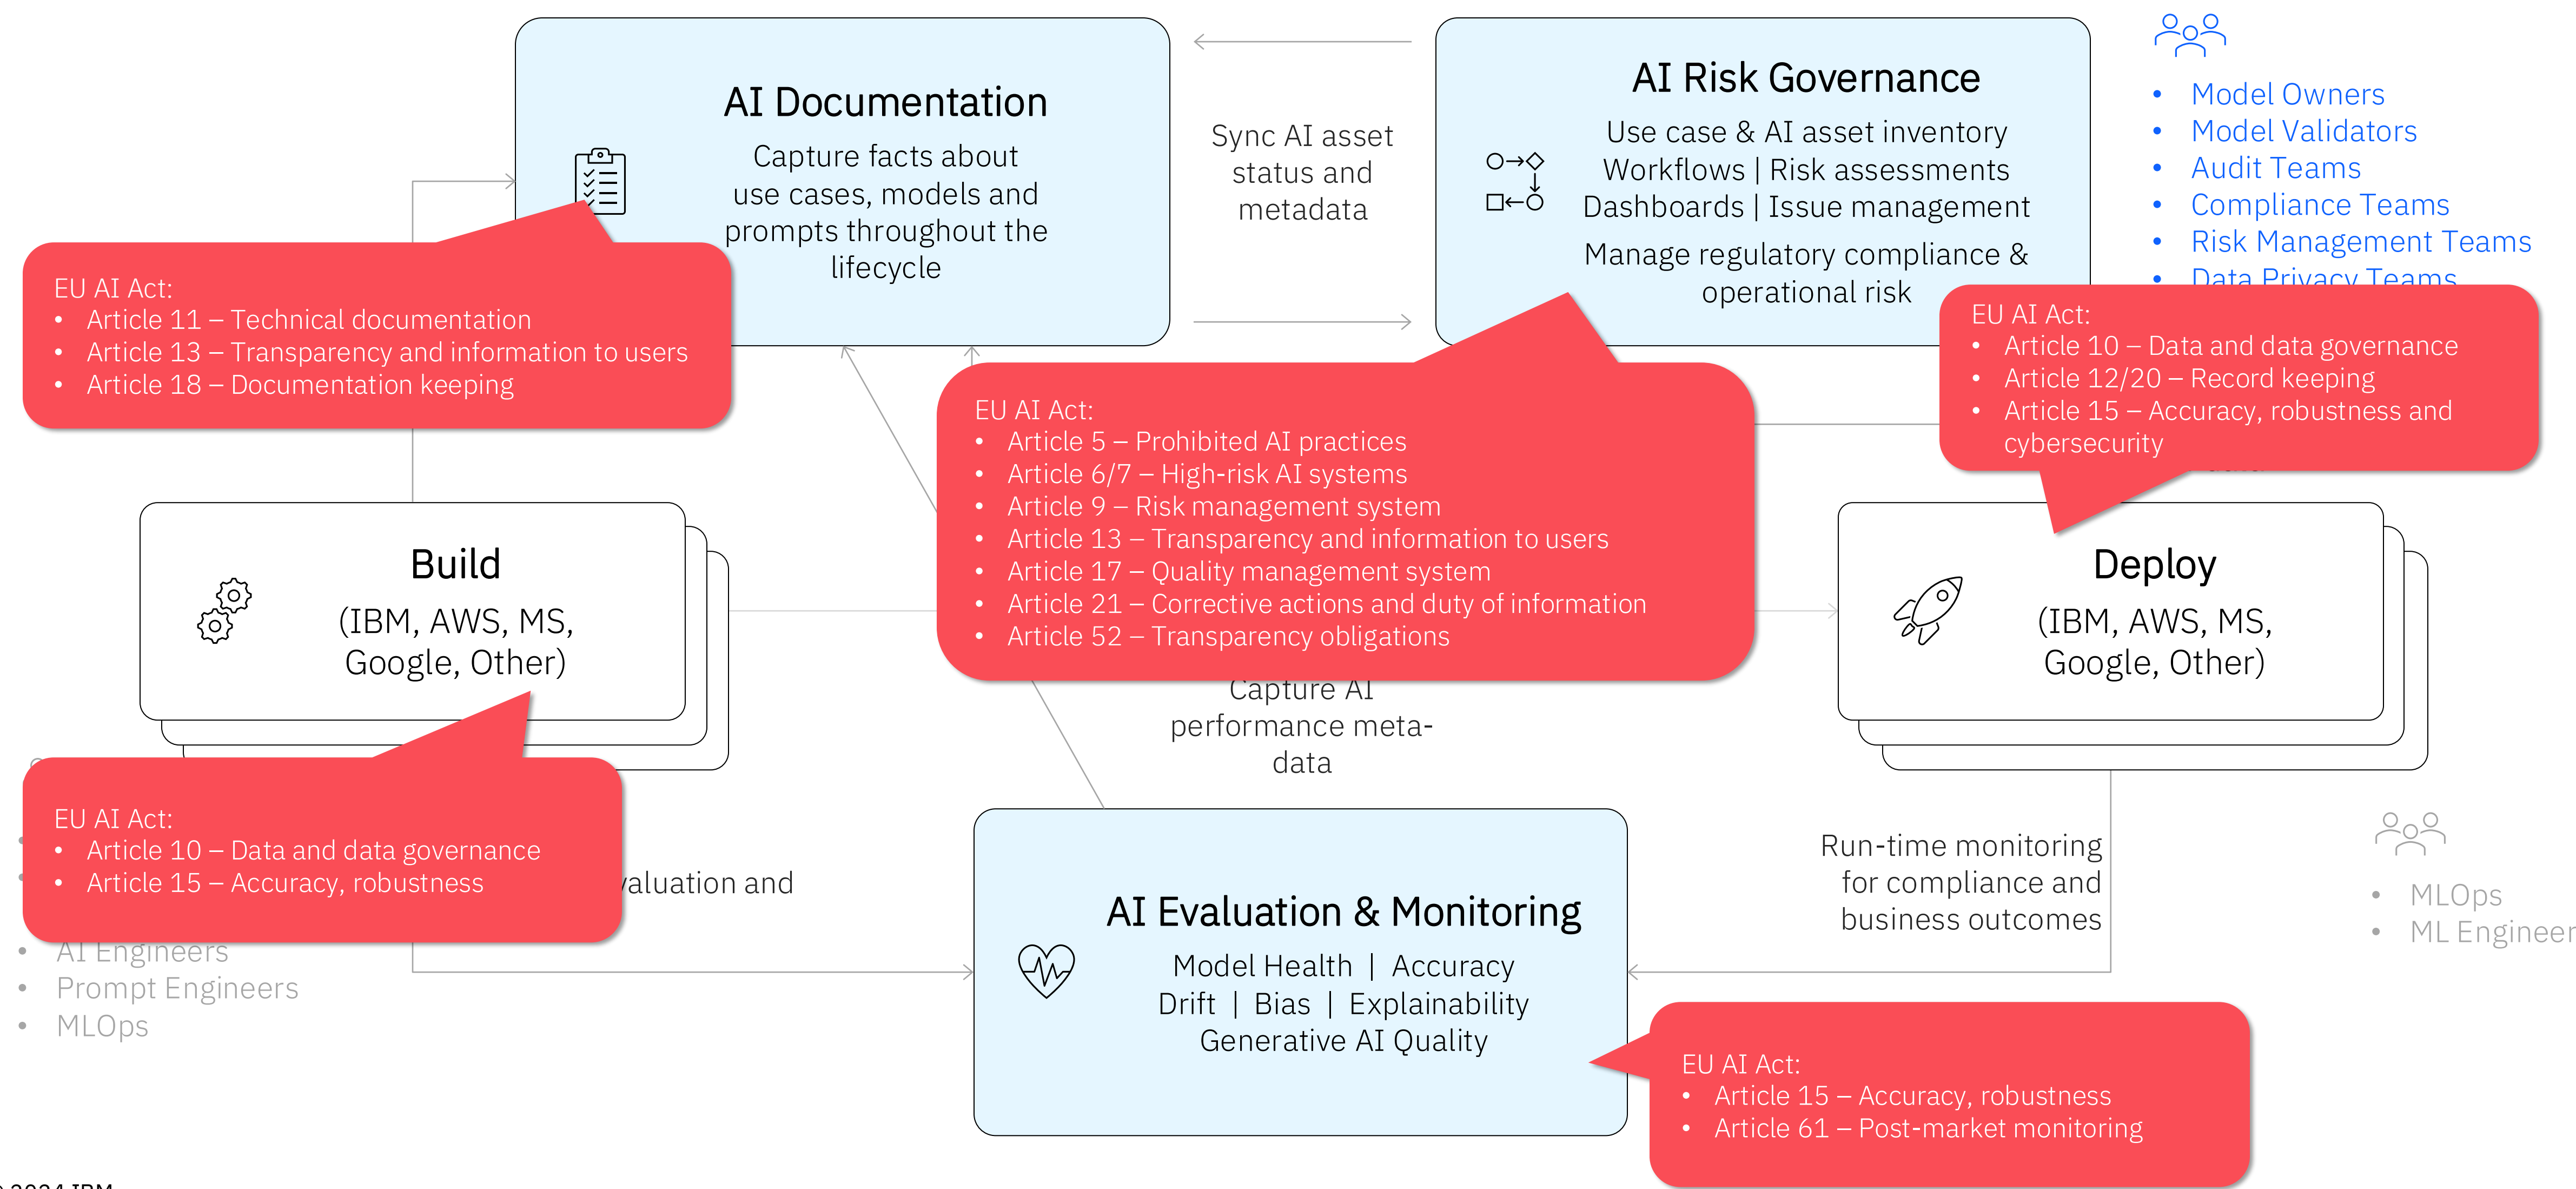 AI Documentation
Capture facts about
use cases, models and
prompts throughout the
lifecycle
Sync AI asset
status and
metadata
AI Risk Governance
Use case & AI asset inventory
Workflows | Risk assessments
Dashboards | Issue management
Manage regulatory compliance &
operational risk
• Model Owners
• Model Validators
• Audit Teams
• Compliance Teams
• Risk Management Teams
• Data Privacy Teams
EU AI Act:
• Article 11 – Technical documentation
• Article 13 – Transparency and information to users
• Article 18 – Documentation keeping
EU AI Act:
• Article 5 – Prohibited AI practices
• Article 6/7 – High-risk AI systems
• Article 9 – Risk management system
• Article 13 – Transparency and information to users
• Article 17 – Quality management system
• Article 21 – Corrective actions and duty of information
• Article 52 – Transparency obligations
EU AI Act:
• Article 10 – Data and data governance
• Article 12/20 – Record keeping
• Article 15 – Accuracy, robustness and
cybersecurity
Build
(IBM, AWS, MS,
Google, Other)
Deploy
(IBM, AWS, MS,
Google, Other)
Capture AI
performance meta-
data
EU AI Act:
• Article 10 – Data and data governance
• Article 15 – Accuracy, robustness
valuation and
• AI Engineers
• Prompt Engineers
• MLOps
AI Evaluation & Monitoring
Model Health | Accuracy
Drift | Bias | Explainability
Generative AI Quality
Run-time monitoring
for compliance and
business outcomes
• MLOps
• ML Engineer
EU AI Act:
• Article 15 – Accuracy, robustness
• Article 61 – Post-market monitoring
2024 IBM